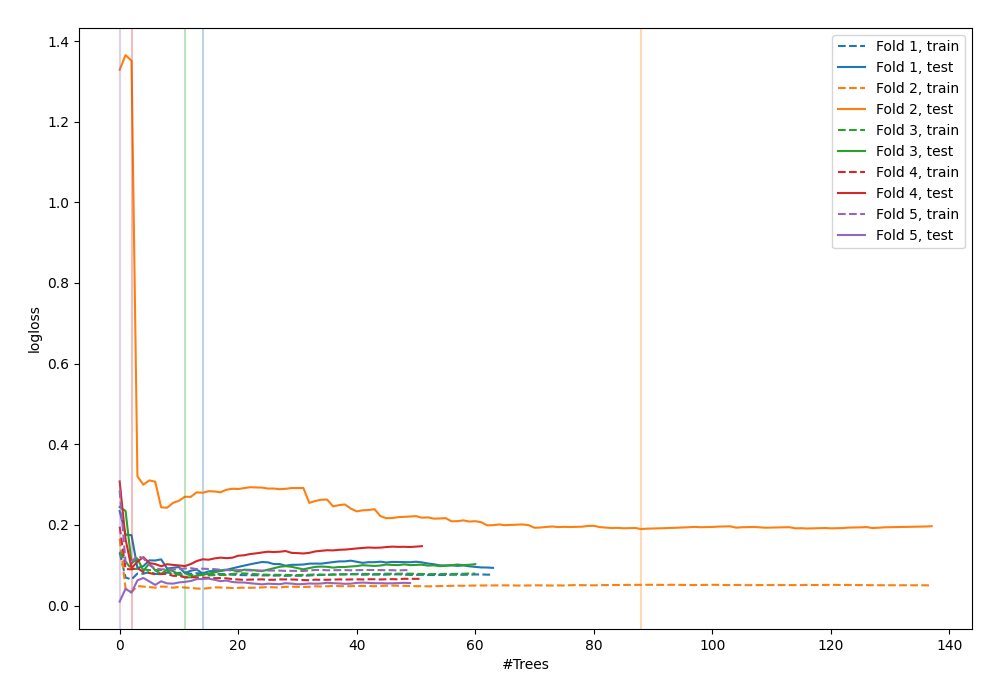 1.4
1.2
1.0
0.8
0.6
0.4
0.2
0.0
logloss
0 20 40 60 80 100 120 140
#Trees
Fold 1, train
Fold 1, test
Fold 2, train
Fold 2, test
Fold 3, train
Fold 3, test
Fold 4, train
Fold 4, test
Fold 5, train
Fold 5, test